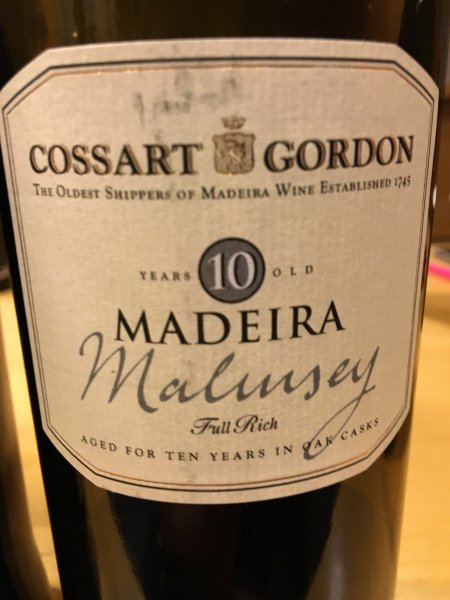 COSSART GORDON
THE OLDEST SHIPPERS OF MADEIRA WINE ESTABLISHED 1745
YEARS 10 OLD
MADEIRA
Malmsey
Full Rich
AGED FOR TEN YEARS IN OAK CASKS